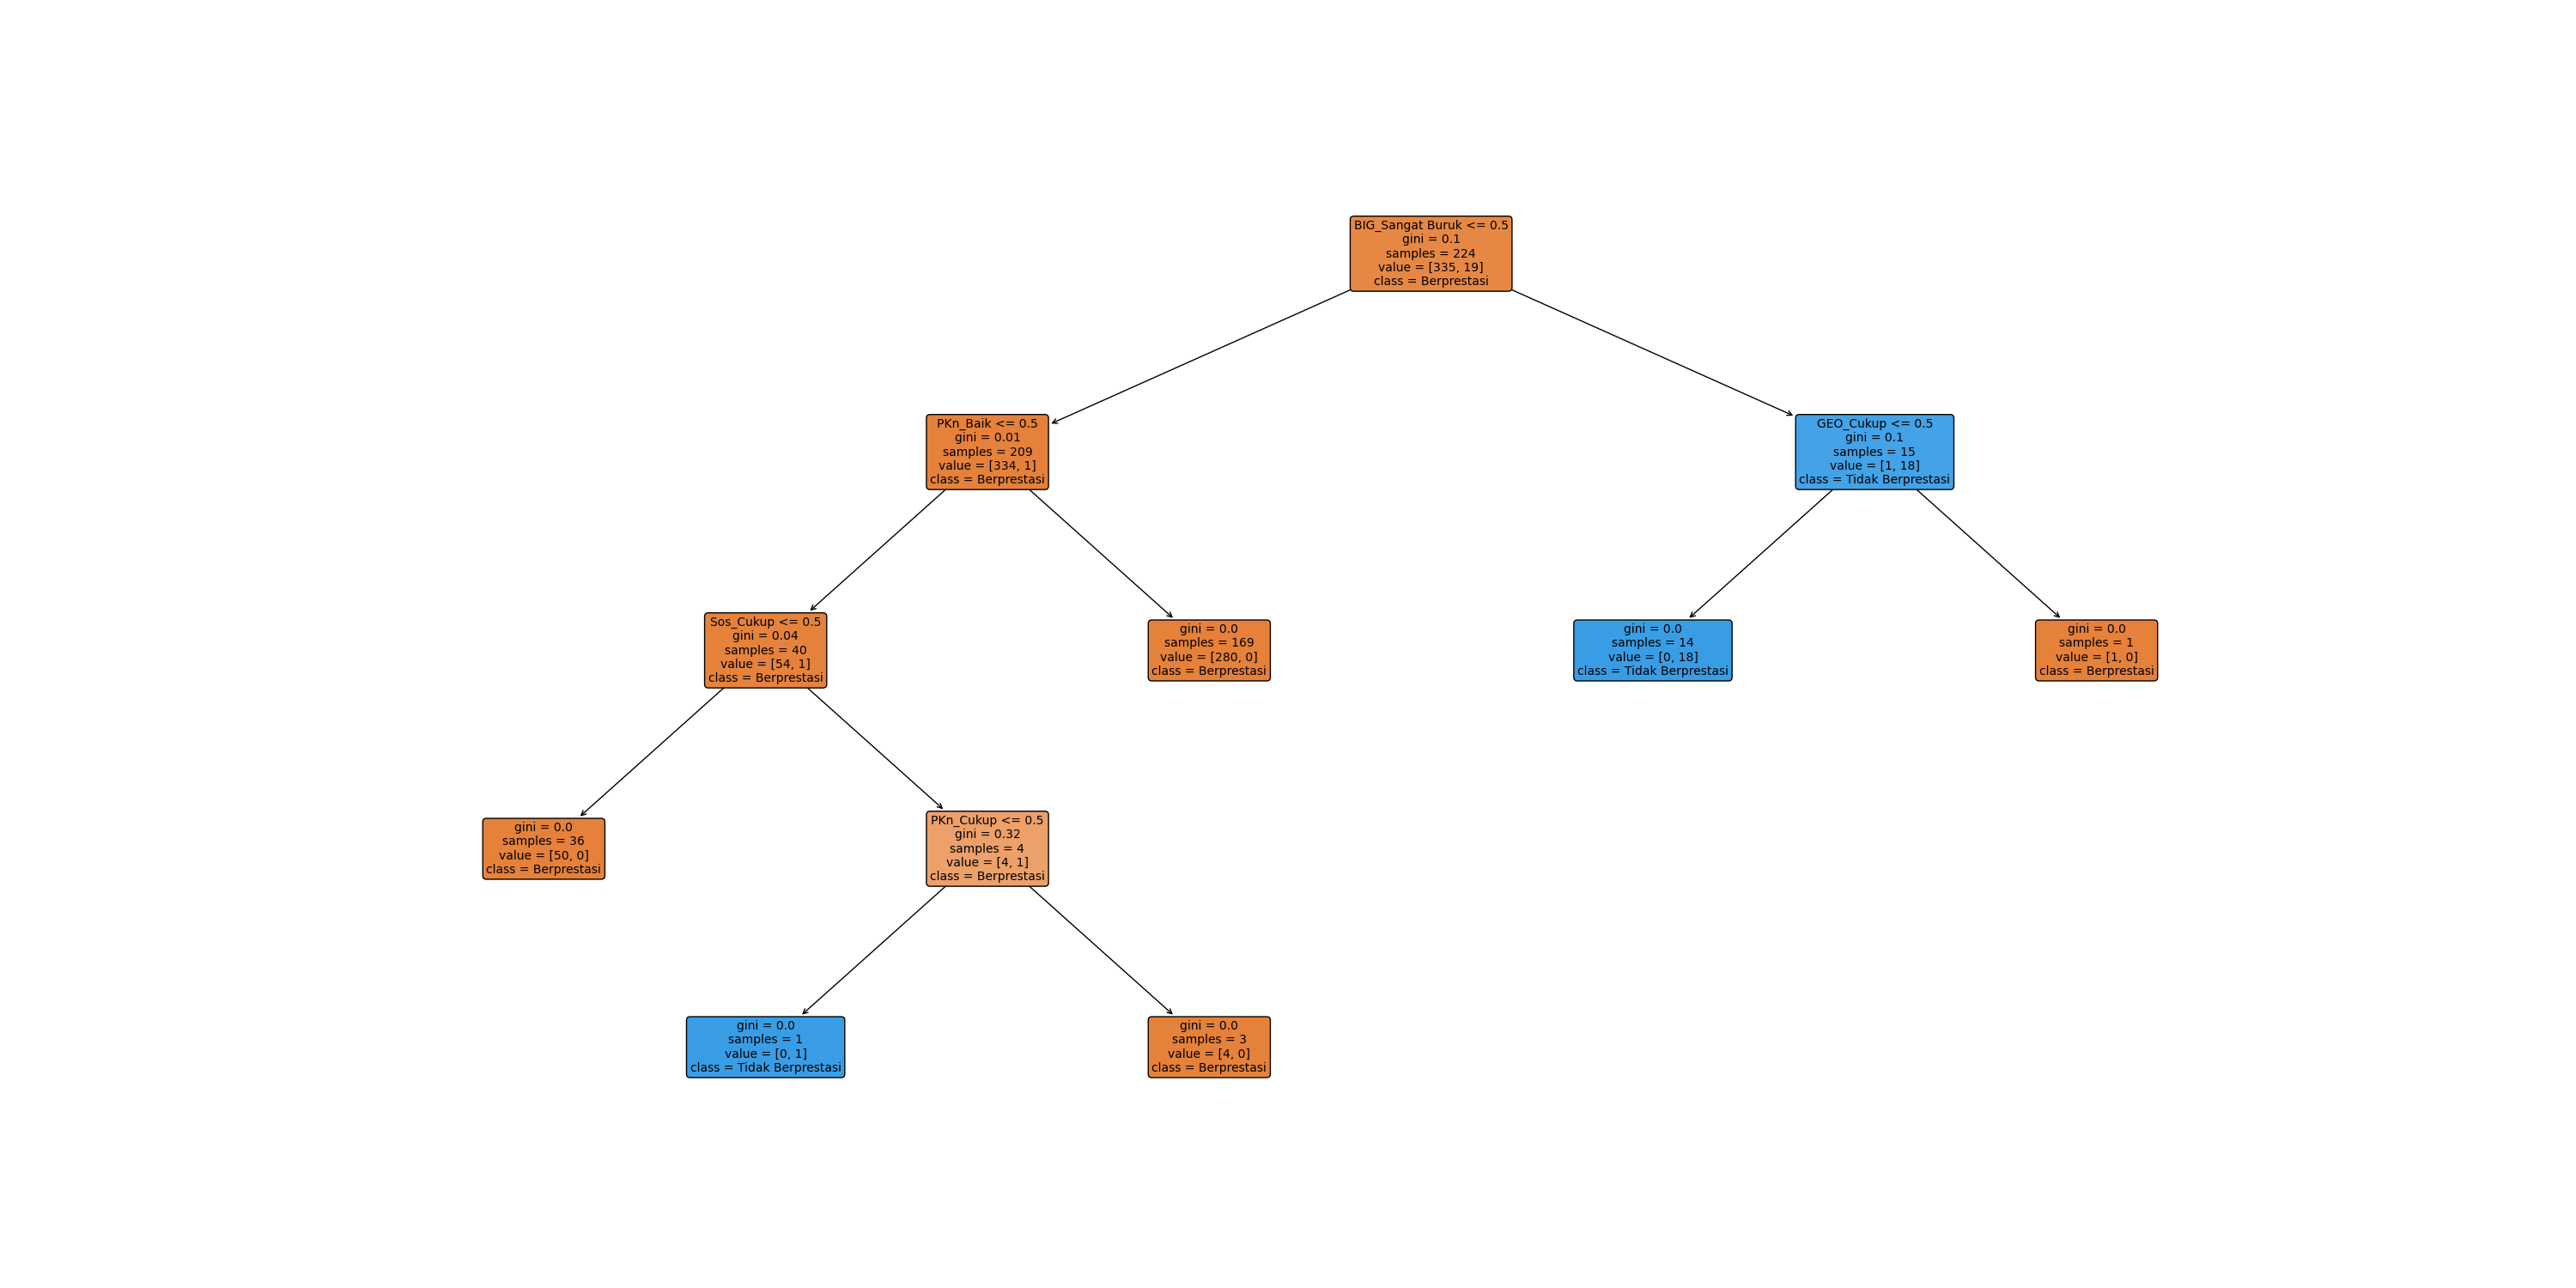 BIG_Sangat Buruk <= 0.5
gini = 0.1
samples = 224
value = [335, 19]
class = Berprestasi
PKn_Baik <= 0.5
gini = 0.01
samples = 209
value = [334, 1]
class = Berprestasi
GEO_Cukup <= 0.5
gini = 0.1
samples = 15
value = [1, 18]
class = Tidak Berprestasi
Sos_Cukup <= 0.5
gini = 0.04
samples = 40
value = [54, 1]
class = Berprestasi
gini = 0.0
samples = 169
value = [280, 0]
class = Berprestasi
gini = 0.0
samples = 14
value = [0, 18]
class = Tidak Berprestasi
gini = 0.0
samples = 1
value = [1, 0]
class = Berprestasi
gini = 0.0
samples = 36
value = [50, 0]
class = Berprestasi
PKn_Cukup <= 0.5
gini = 0.32
samples = 4
value = [4, 1]
class = Berprestasi
gini = 0.0
samples = 1
value = [0, 1]
class = Tidak Berprestasi
gini = 0.0
samples = 3
value = [4, 0]
class = Berprestasi